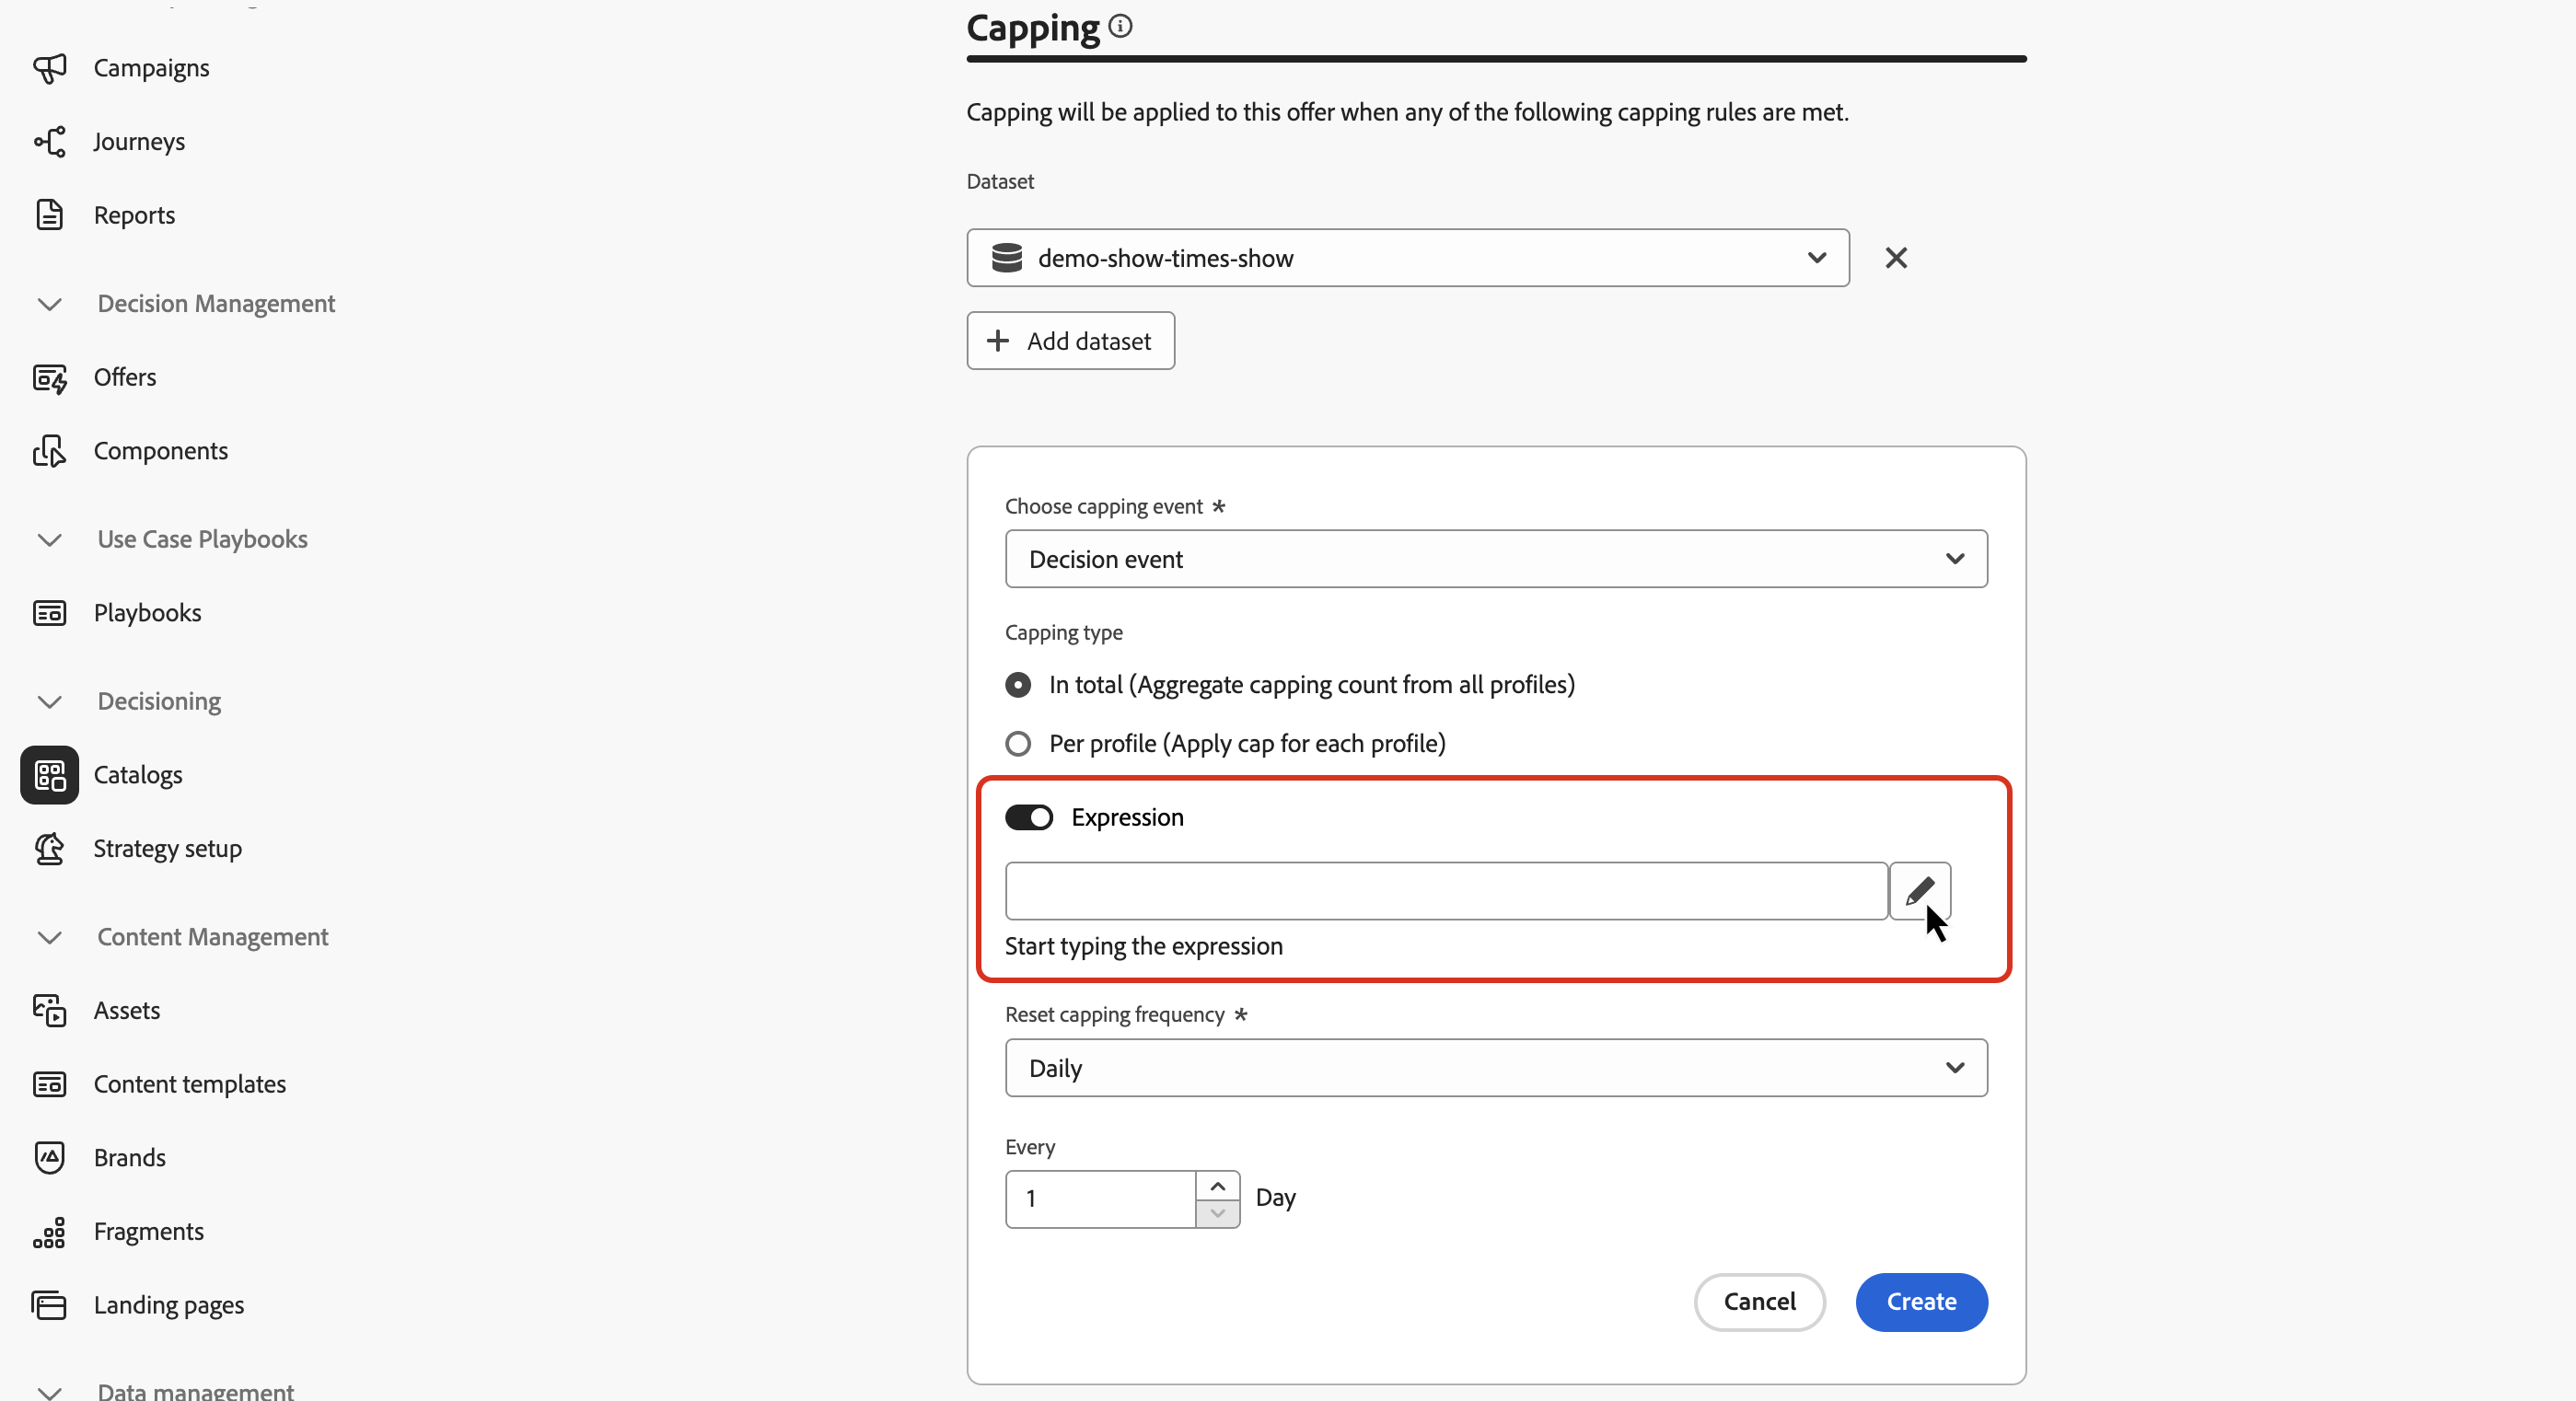 Campaigns
Journeys
Reports
Decision Management
Offers
Components
Use Case Playbooks
Playbooks
Decisioning
Catalogs
Strategy setup
Content Management
Assets
Content templates
Brands
Fragments
Landing pages
Data management
Capping
Capping will be applied to this offer when any of the following capping rules are met.
Dataset
demo-show-times-show
Add dataset
Choose capping event *
Decision event
Capping type
In total (Aggregate capping count from all profiles)
Per profile (Apply cap for each profile)
Expression
Start typing the expression
Reset capping frequency *
Daily
Every
1 Day
Cancel Create